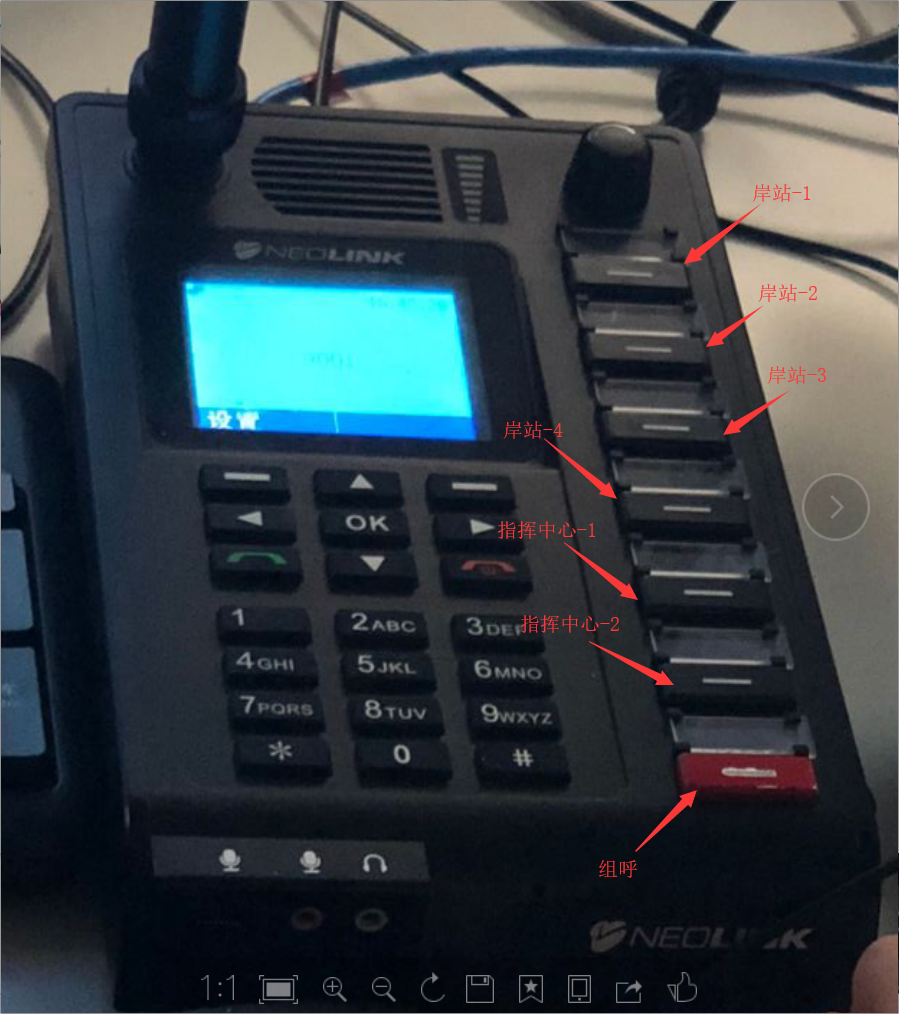 岸站-1
NEOLINK
岸站-2
岸站-3
设置
岸站-4
OK
指挥中心-1
1
2ABC
3DEF
指挥中心-2
4GHI
5JKL
6MNO
7PQRS
8TUV
9WXYZ
*
0
#
组呼
NEOLINK
1:1